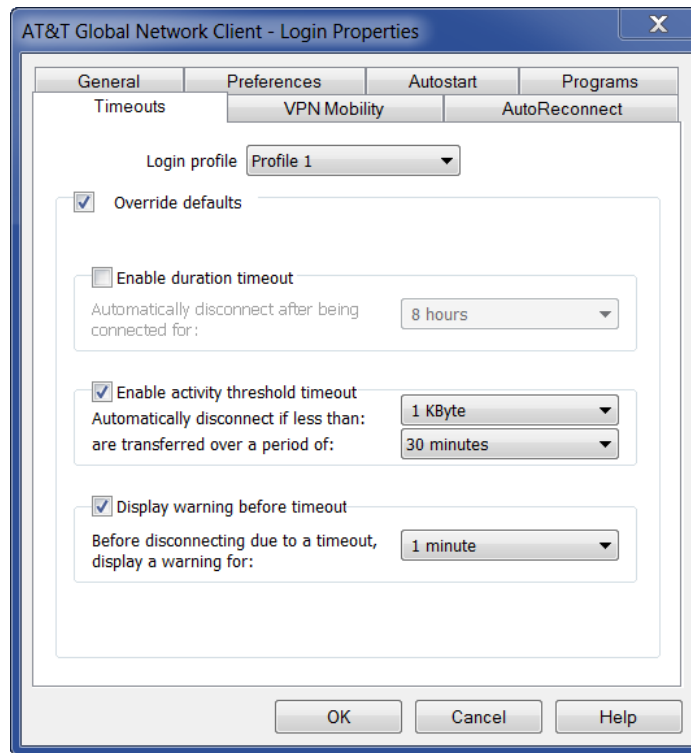 AT&T Global Network Client - Login Properties
X
General Preferences Autostart Programs
Timeouts VPN Mobility AutoReconnect
Login profile Profile 1
Override defaults
Enable duration timeout
Automatically disconnect after being
connected for:
8 hours
Enable activity threshold timeout
Automatically disconnect if less than: 1 KByte
are transferred over a period of: 30 minutes
Display warning before timeout
Before disconnecting due to a timeout,
display a warning for:
1 minute
OK Cancel Help